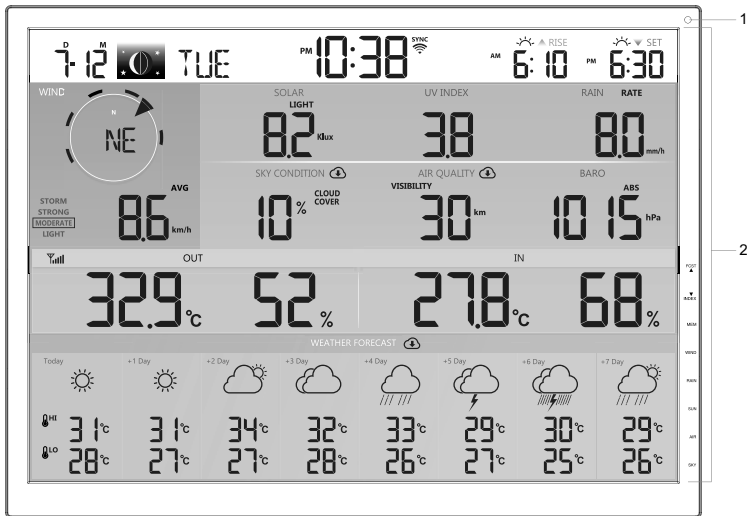 1
D M
7-12 TUE PM 10:38 SYNC AM RISE 6:10 PM SET 6:30
WIND
N
NE
AVG
8.6 km/h
STORM
STRONG
MODERATE
LIGHT
SOLAR
LIGHT
8.2 Klux
UV INDEX
3.8
RAIN RATE
8.0 mm/h
SKY CONDITION
10 % CLOUD
COVER
AIR QUALITY
VISIBILITY
30 km
BARO
ABS
1015 hPa
2
OUT
32.9 °C 52 %
IN
27.8 °C 68 %
WEATHER FORECAST
Today +1 Day +2 Day +3 Day +4 Day +5 Day +6 Day +7 Day
HI 31°C 31°C 34°C 32°C 33°C 29°C 30°C 29°C
LO 28°C 27°C 27°C 28°C 26°C 27°C 25°C 26°C
FCST
INDEX
MEM
WIND
RAIN
SUN
AIR
SKY